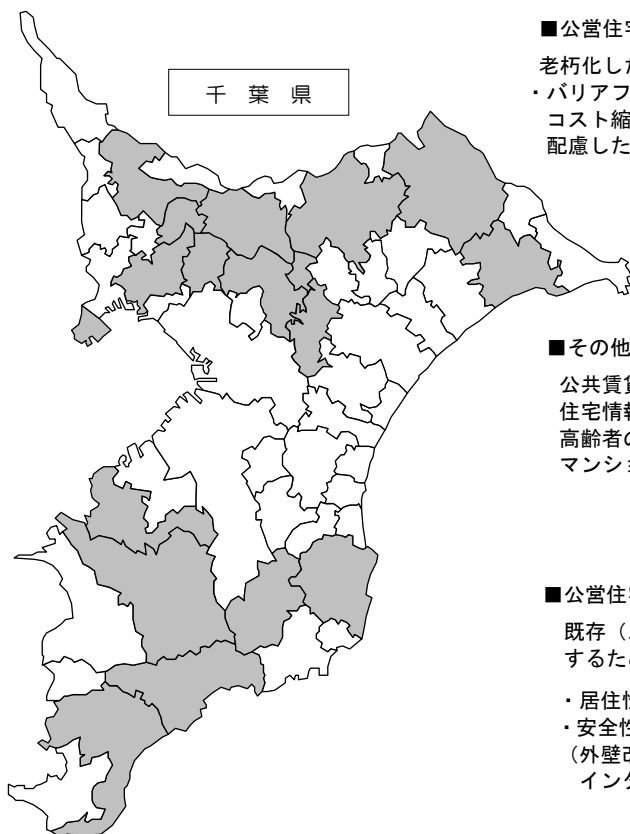 千葉県
■公営住宅
老朽化した
・バリアフ
コスト縮
配慮した
■その他
公共賃貸
住宅情報
高齢者の
マンショ
■公営住宅
既存（
するため
・居住性
・安全性
（外壁改
イン